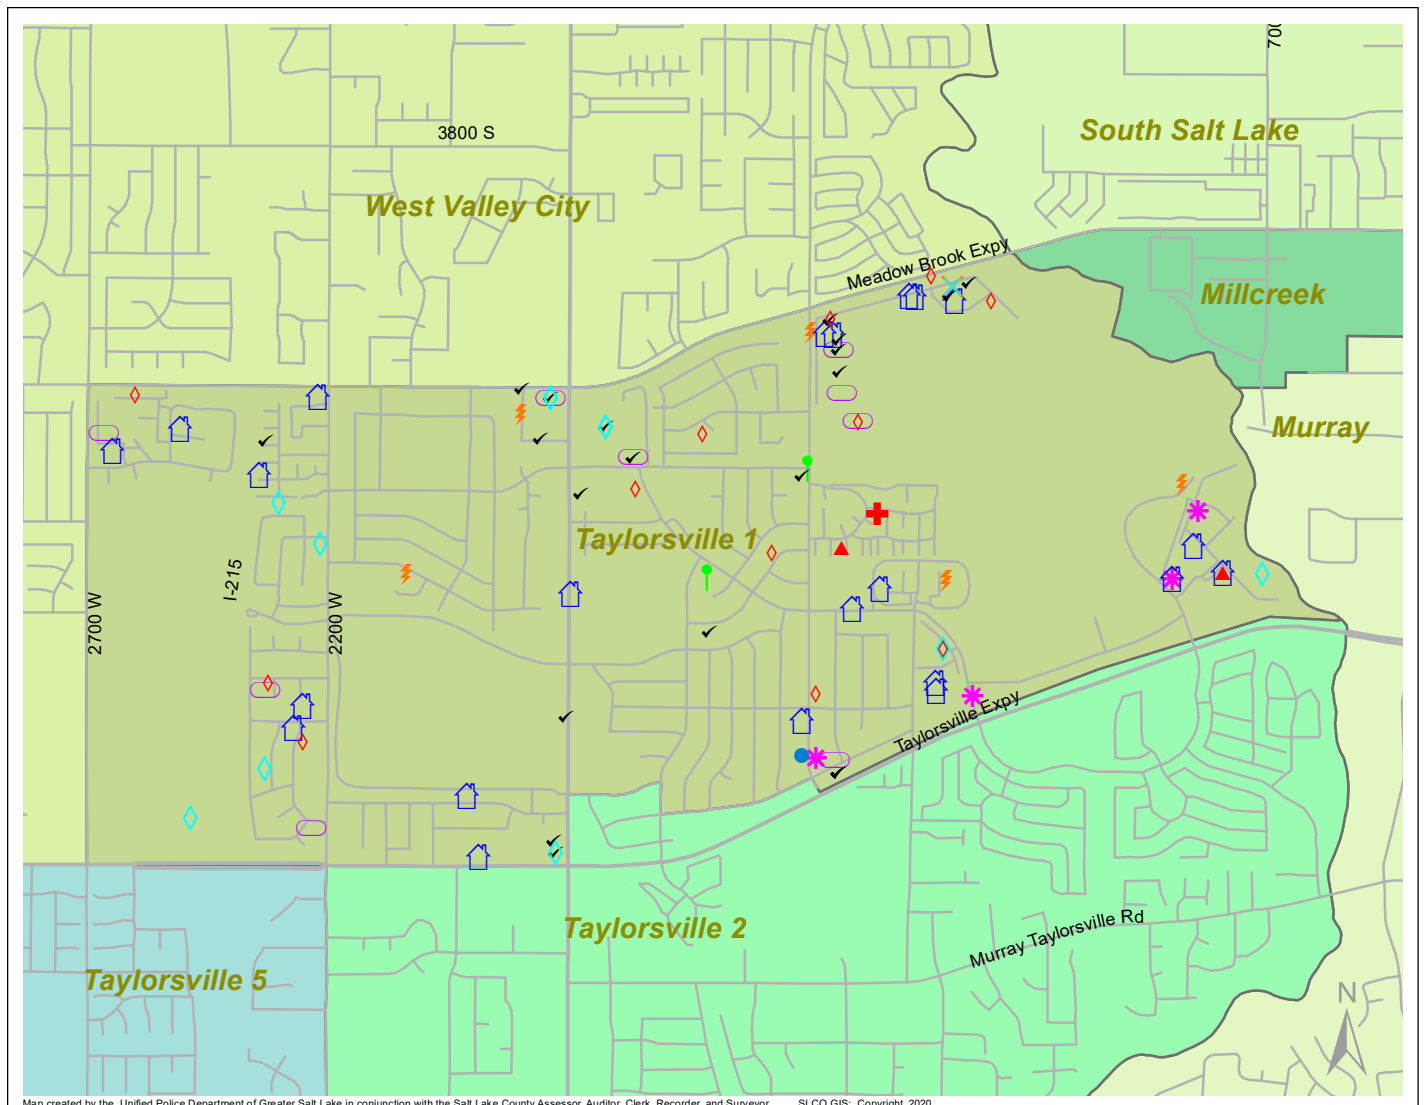 700
South Salt Lake
3800 S
West Valley City
Meadow Brook Expy
Millcreek
Murray
Taylorsville 1
I-215
2700 W
2200 W
Taylorsville Expy
Taylorsville 2
Murray Taylorsville Rd
Taylorsville 5
N
Map created by the Unified Police Department of Greater Salt Lake in conjunction with the Salt Lake County Assessor, Auditor, Clerk, Recorder, and Surveyor. SLCO GIS: Copyright, 2020